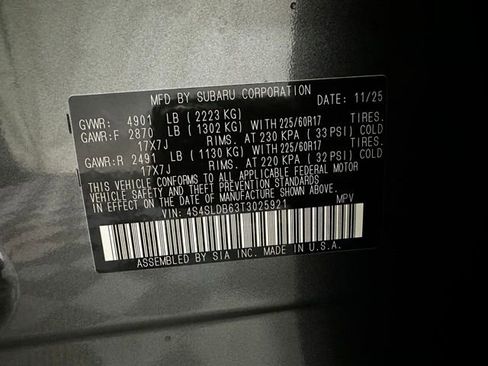 MFD BY SUBARU CORPORATION DATE: 11/25
GVWR: 4901 LB (2223 KG)
GAWR:F 2870 LB (1302 KG) WITH 225/60R17 TIRES.
17X7J RIMS. AT 230 KPA (33 PSI) COLD
GAWR:R 2491 LB (1130 KG) WITH 225/60R17 TIRES.
17X7J RIMS. AT 220 KPA (32 PSI) COLD
THIS VEHICLE CONFORMS TO ALL APPLICABLE FEDERAL MOTOR
VEHICLE SAFETY STANDARDS IN EFFECT ON THE DATE OF
MANUFACTURE SHOWN ABOVE.
VIN: 4S4SLDB63T3025921 MPV
ASSEMBLED BY SIA INC. MADE IN U.S.A.